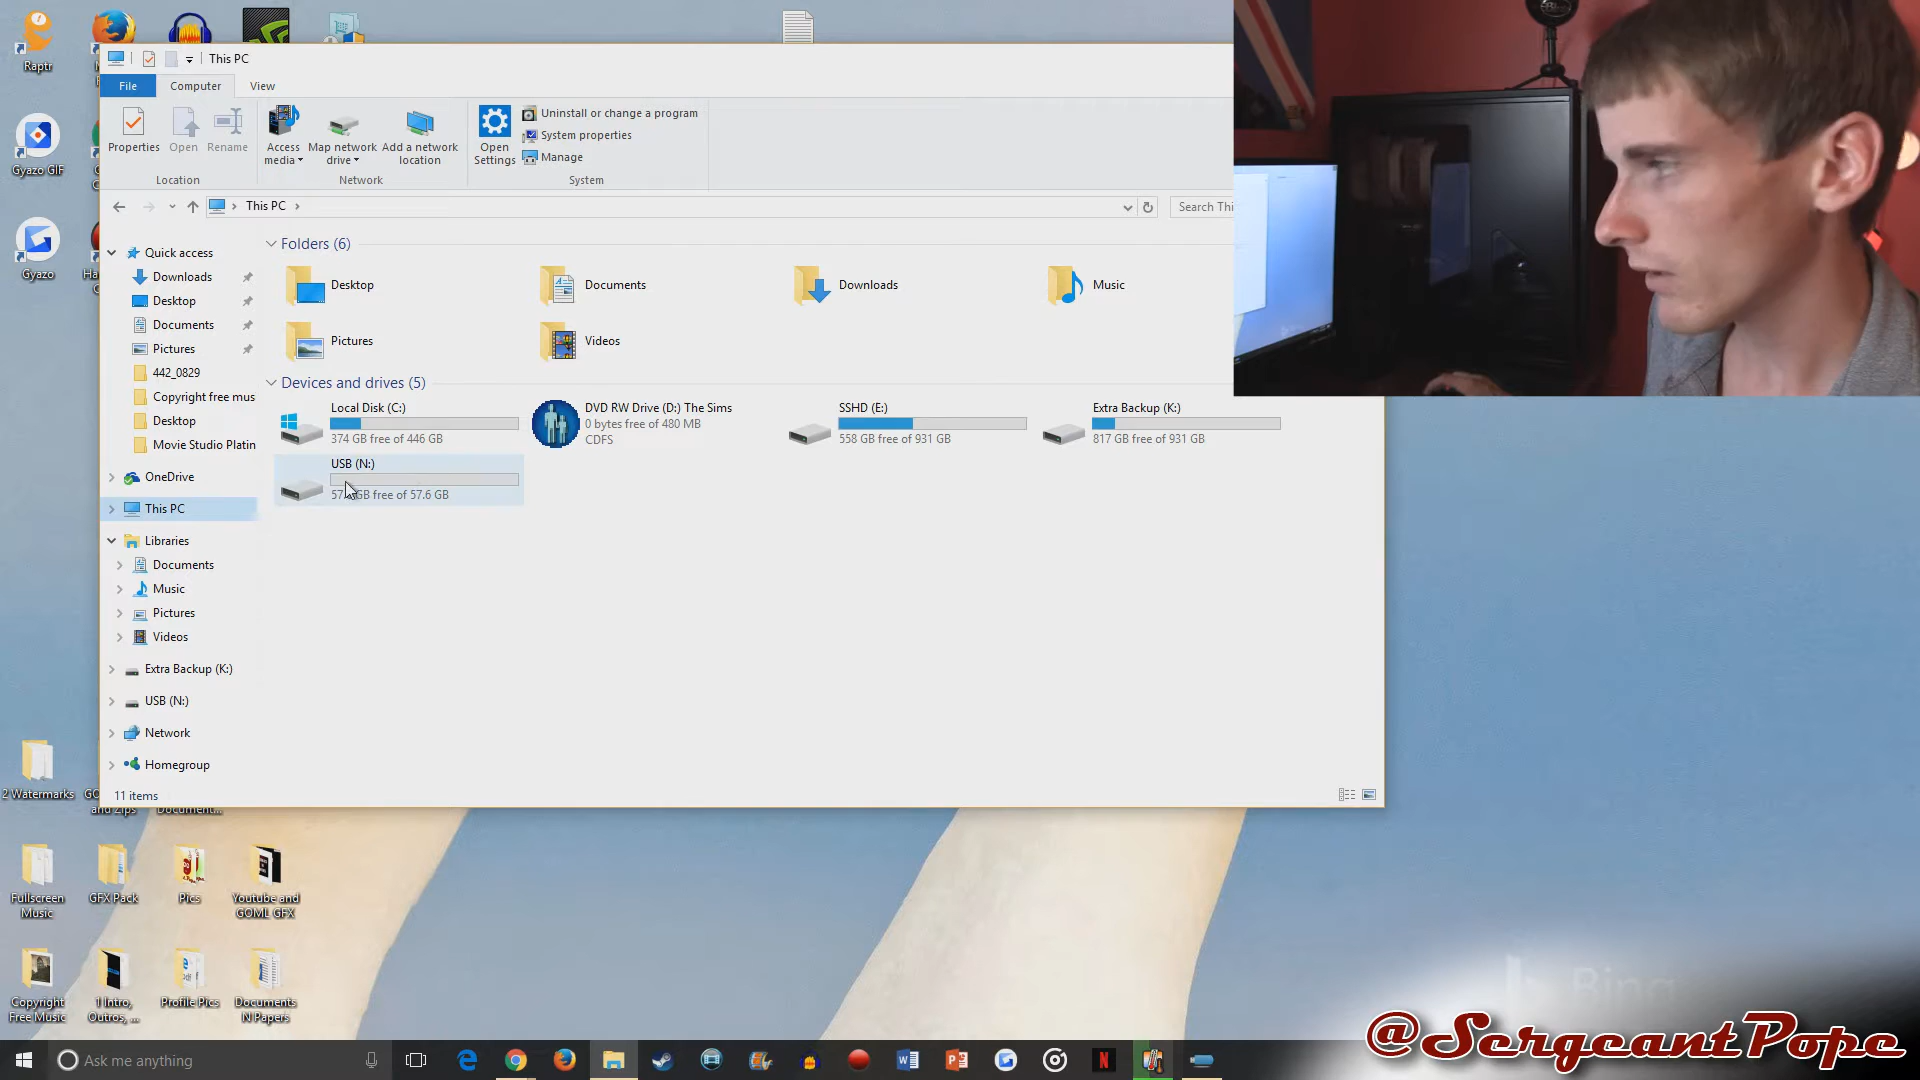 Raptr
This PC
File
Computer
View
Properties
Open
Rename
Access media
Map network drive
Add a network location
Open Settings
Uninstall or change a program
System properties
Manage
Location
Network
System
This PC
Search Thi
Gyazo GIF
Gyazo
Quick access
Downloads
Desktop
Documents
Pictures
442_0829
Copyright free mus
Desktop
Movie Studio Platin
OneDrive
This PC
Libraries
Documents
Music
Pictures
Videos
Extra Backup (K:)
USB (N:)
Network
Homegroup
Folders (6)
Desktop
Documents
Downloads
Music
Pictures
Videos
Devices and drives (5)
Local Disk (C:)
374 GB free of 446 GB
DVD RW Drive (D:) The Sims
0 bytes free of 480 MB
CDFS
SSHD (E:)
558 GB free of 931 GB
Extra Backup (K:)
817 GB free of 931 GB
USB (N:)
GB free of 57.6 GB
11 items
2 Watermarks
and Zips
Document...
Fullscreen Music
GFX Pack
Pics
Youtube and GOML GFX
Copyright Free Music
1 Intro, Outros, ...
Profile Pics
Documents N Papers
Bing
@SergeantPope
Ask me anything